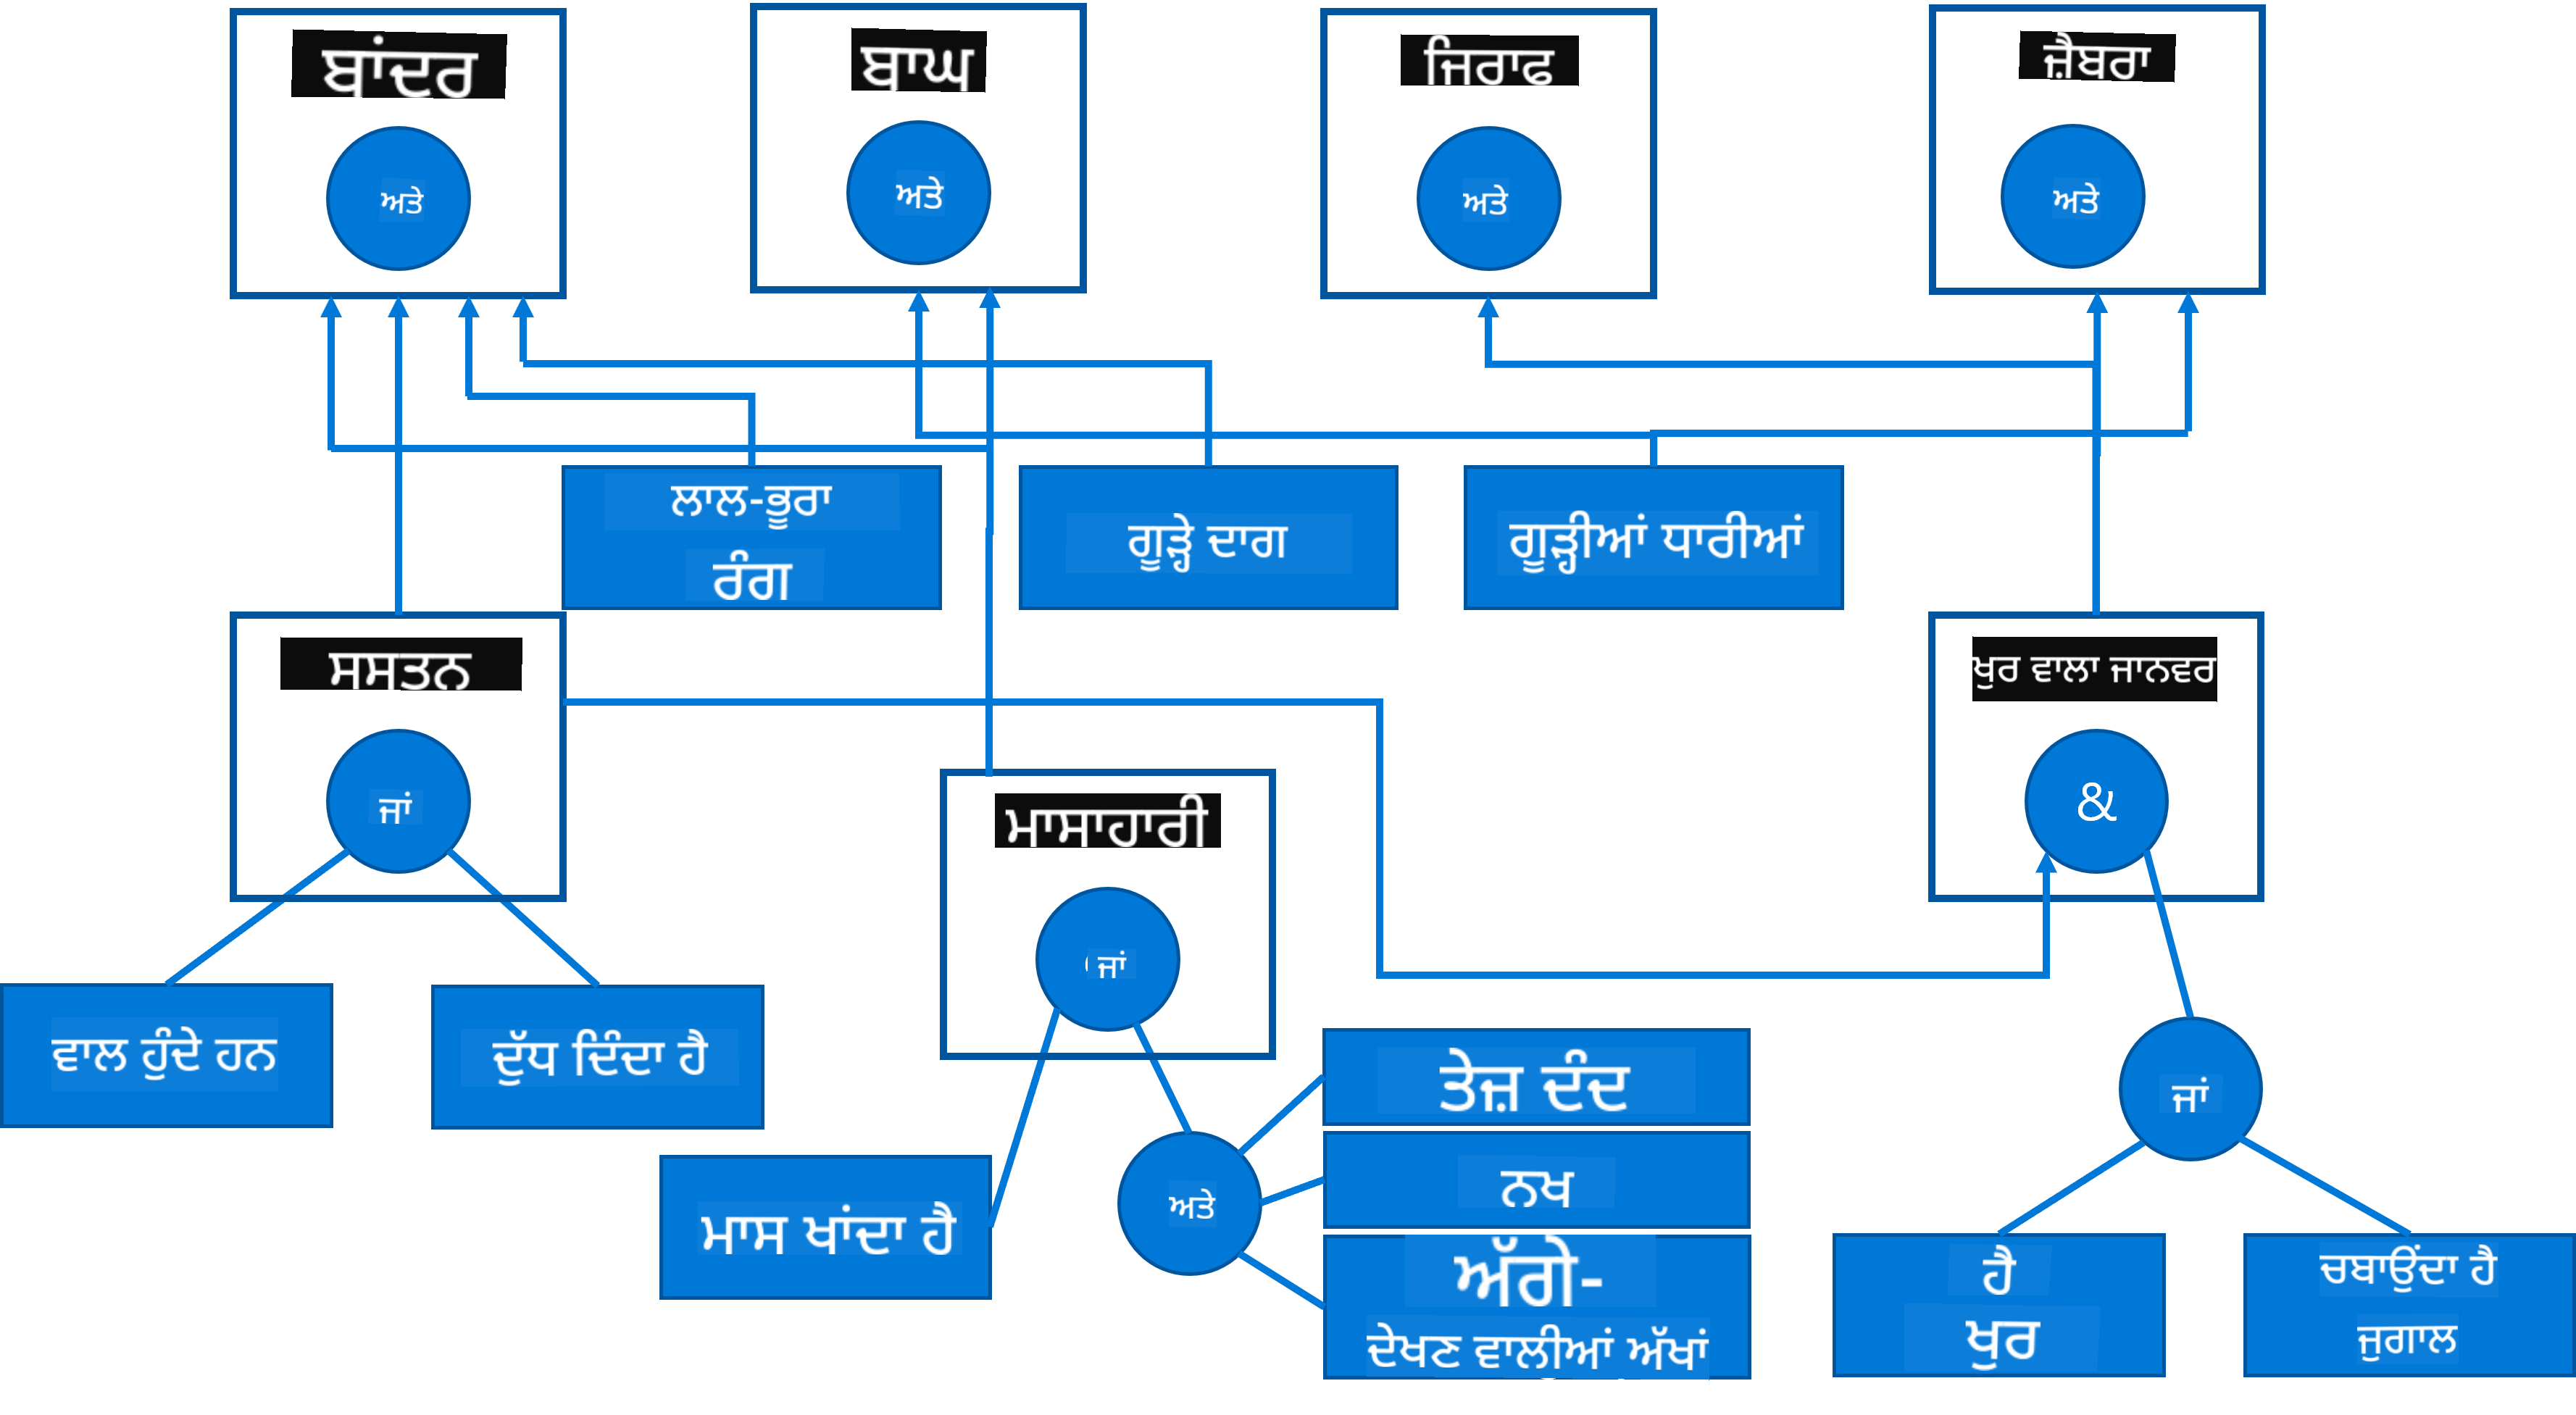 ਬਾਂਦਰ
ਬਾਘ
ਜਿਰਾਫ
ਜ਼ੈਬਰਾ
ਅਤੇ
ਅਤੇ
ਅਤੇ
ਅਤੇ
ਲਾਲ-ਭੂਰਾ
ਰੰਗ
ਗੂੜ੍ਹੇ ਦਾਗ
ਗੂੜ੍ਹੀਆਂ ਧਾਰੀਆਂ
ਸਸਤਨ
ਖੁਰ ਵਾਲਾ ਜਾਨਵਰ
ਜਾਂ
&
ਮਾਸਾਹਾਰੀ
ਜਾਂ
ਵਾਲ ਹੁੰਦੇ ਹਨ
ਦੁੱਧ ਦਿੰਦਾ ਹੈ
ਤੇਜ਼ ਦੰਦ
ਜਾਂ
ਮਾਸ ਖਾਂਦਾ ਹੈ
ਅਤੇ
ਨਖ
ਅੱਗੇ-
ਦੇਖਣ ਵਾਲੀਆਂ ਅੱਖਾਂ
ਹੈ
ਖੁਰ
ਚਬਾਉਂਦਾ ਹੈ
ਜੁਗਾਲ